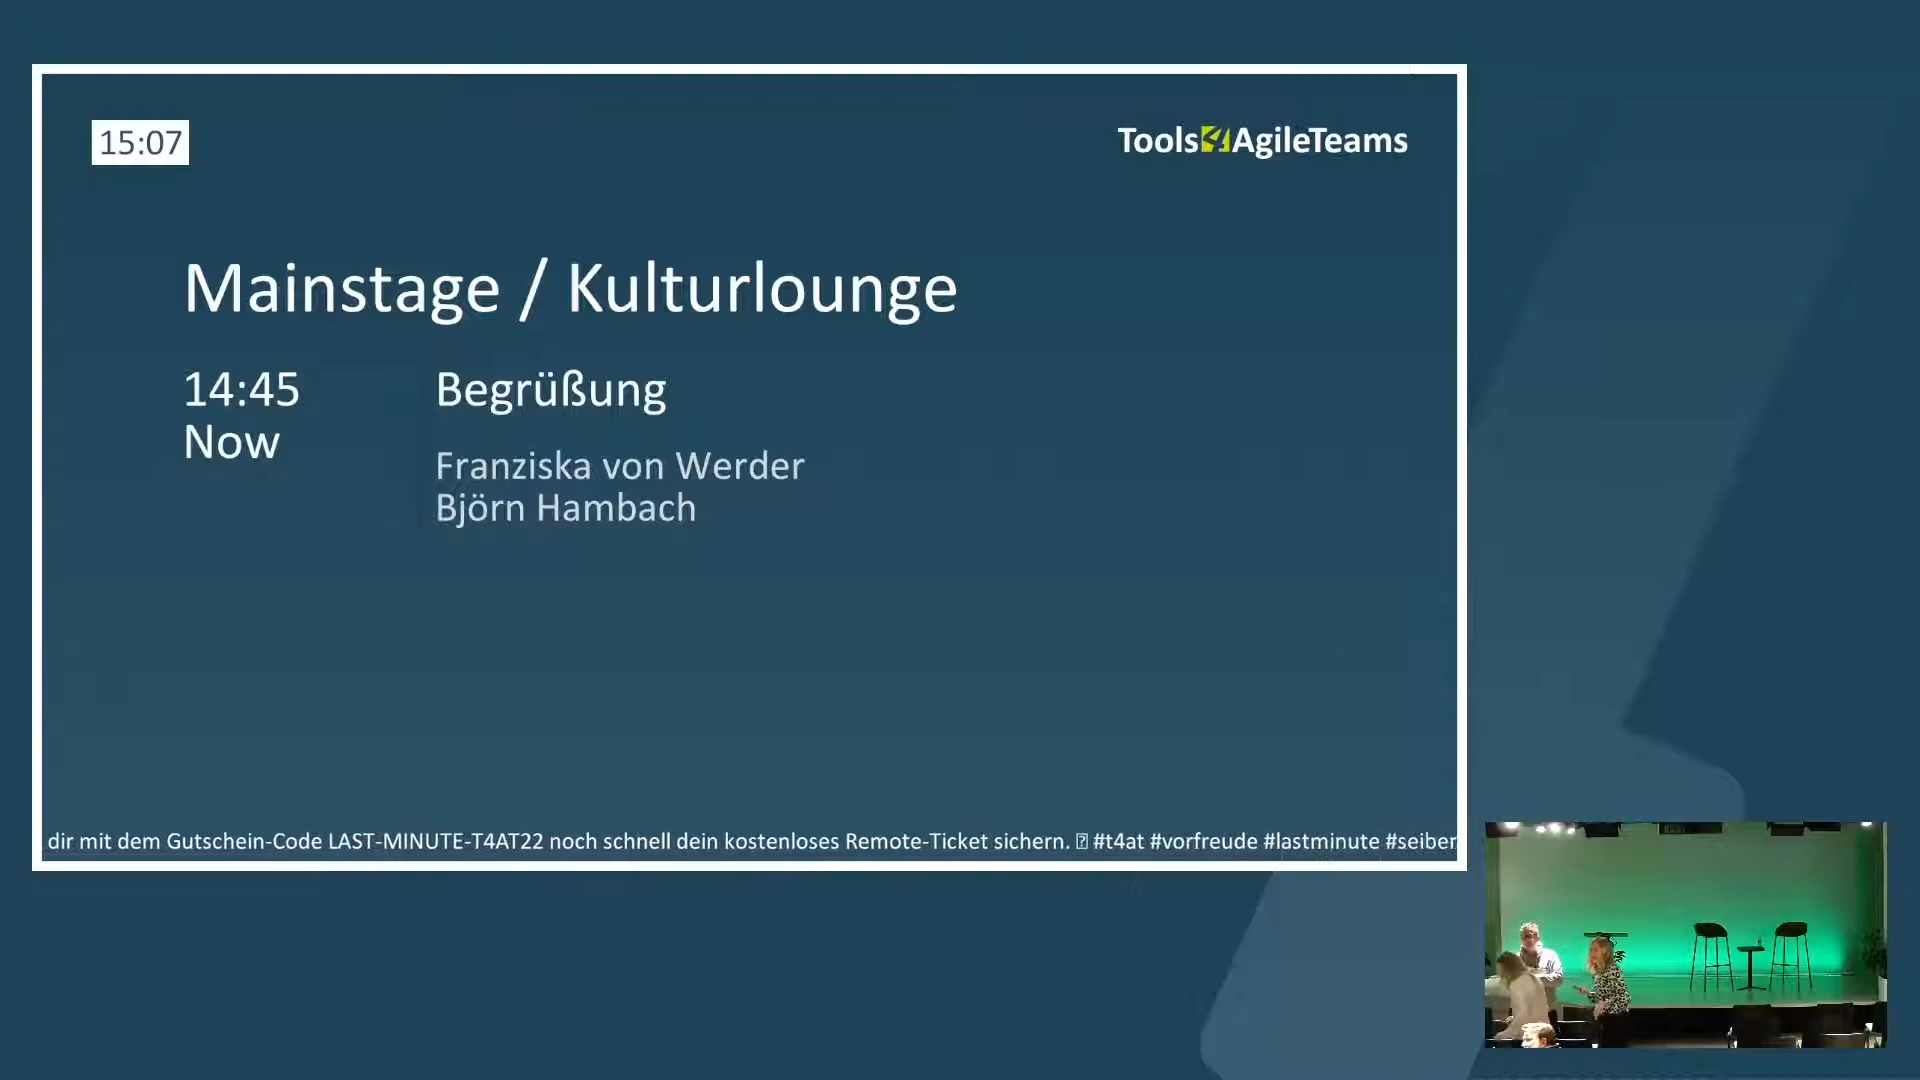 15:07
Tools4AgileTeams
Mainstage / Kulturlounge
14:45
Now
Begrüßung
Franziska von Werder
Björn Hambach
dir mit dem Gutschein-Code LAST-MINUTE-T4AT22 noch schnell dein kostenloses Remote-Ticket sichern. #t4at #vorfreude #lastminute #seiber